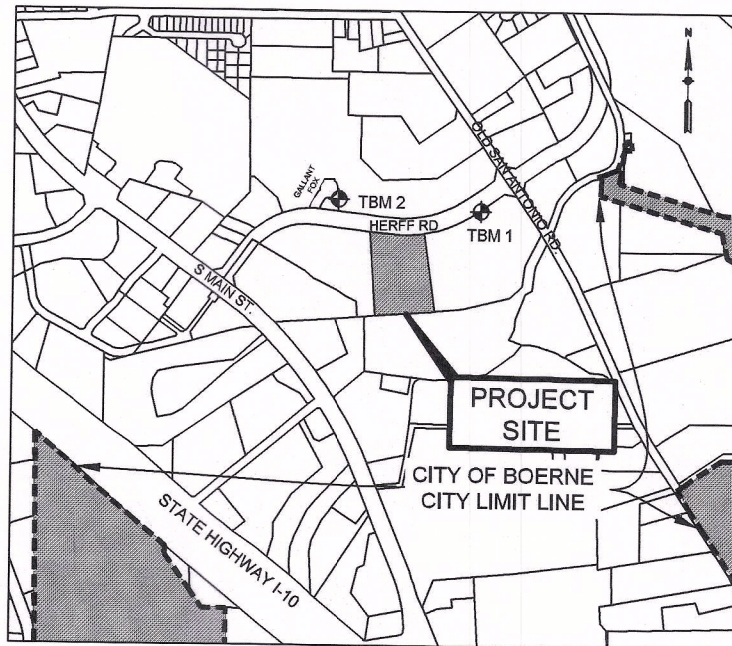 N
OLD SAN ANTONIO RD.
GALLANT
FOX
TBM 2
HERFF RD
TBM 1
S MAIN ST.
PROJECT
SITE
CITY OF BOERNE
CITY LIMIT LINE
STATE HIGHWAY I-10